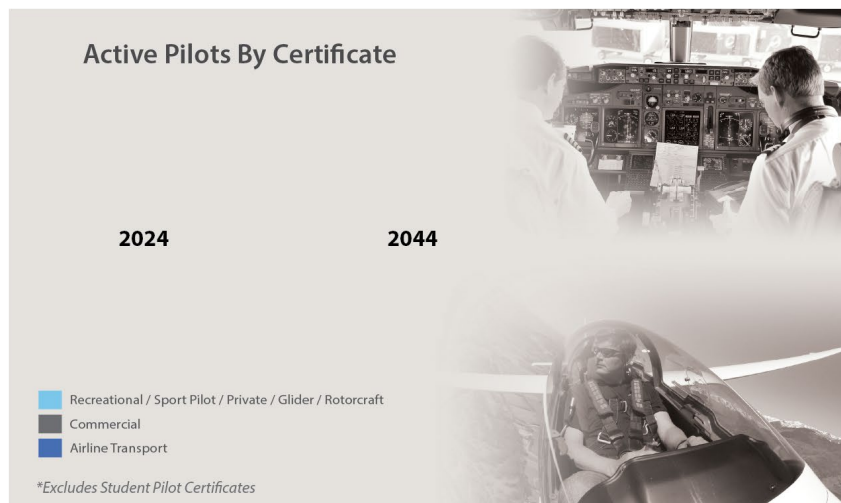 Active Pilots By Certificate
2024
2044
Recreational / Sport Pilot / Private / Glider / Rotorcraft
Commercial
Airline Transport
*Excludes Student Pilot Certificates